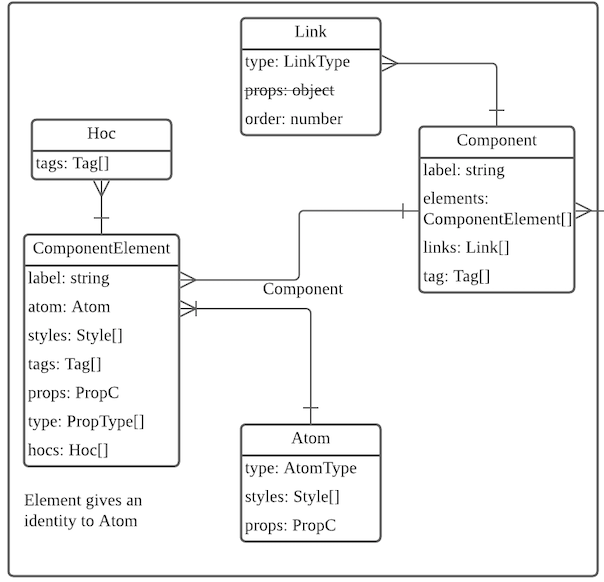 Link
type: LinkType
props: object
order: number
Hoc
tags: Tag[]
Component
label: string
elements:
ComponentElement[]
links: Link[]
tag: Tag[]
ComponentElement
label: string
atom: Atom
styles: Style[]
tags: Tag[]
props: PropC
type: PropType[]
hocs: Hoc[]
Component
Atom
type: AtomType
styles: Style[]
props: PropC
Element gives an
identity to Atom